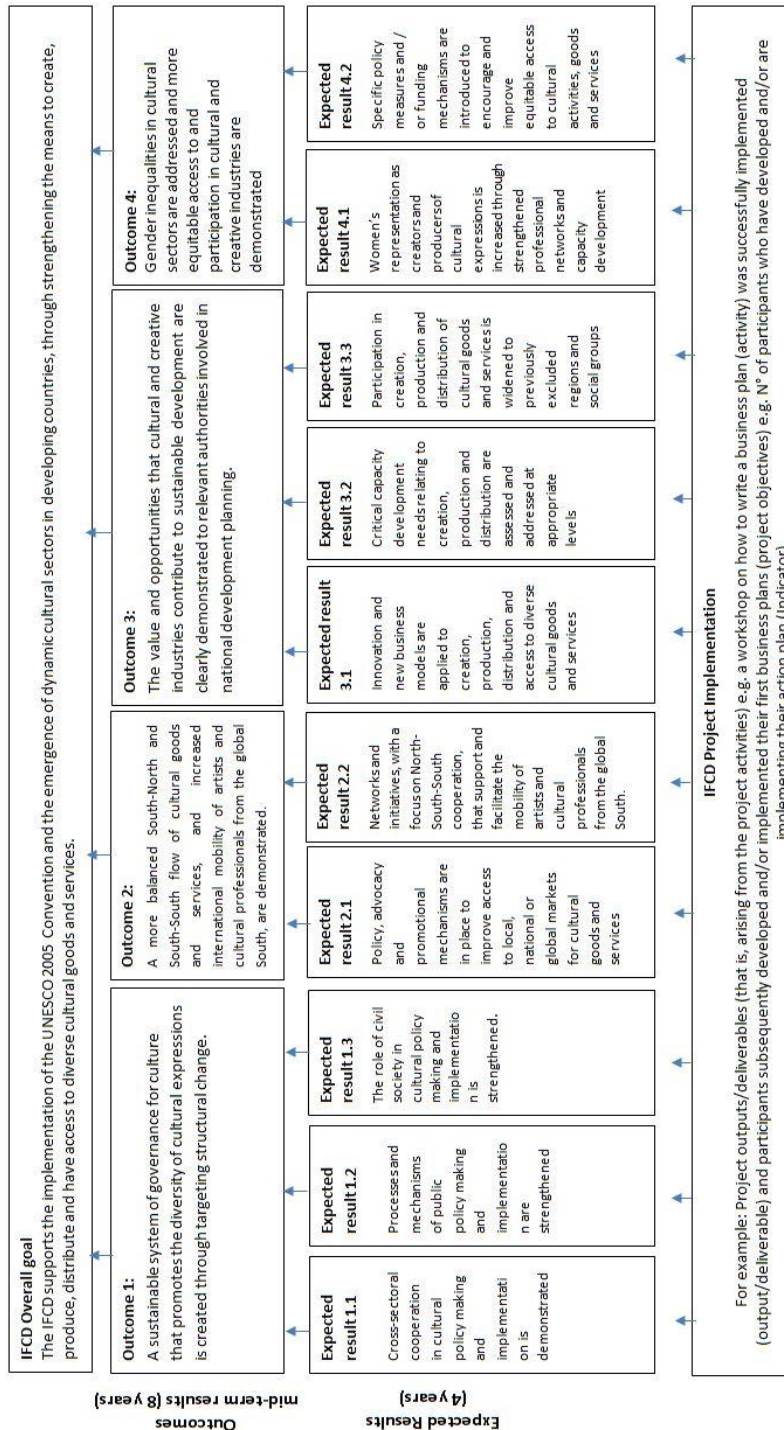 IFCD Overall goal
The IFCD supports the implementation of the UNESCO 2005 Convention and the emergence of dynamic cultural sectors in developing countries, through strengthening the means to create,
produce, distribute and have access to diverse cultural goods and services.
Outcomes
mid-term results (8 years)
Outcome 1:
A sustainable system of governance for culture
that promotes the diversity of cultural expressions
is created through targeting structural change.
Outcome 2:
A more balanced South-North and
South-South flow of cultural goods
and services, and increased
international mobility of artists and
cultural professionals from the global
South, are demonstrated.
Outcome 3:
The value and opportunities that cultural and creative
industries contribute to sustainable development are
clearly demonstrated to relevant authorities involved in
national development planning.
Outcome 4:
Gender inequalities in cultural
sectors are addressed and more
equitable access to and
participation in cultural and
creative industries are
demonstrated
Expected Results
(4 years)
Expected
result 1.1
Cross-sectoral
cooperation
in cultural
policy making
and
implementati
on is
demonstrated
Expected
result 1.2
Processes and
mechanisms
of public
policy making
and
implementatio
n are
strengthened
Expected
result 1.3
The role of civil
society in
cultural policy
making and
implementatio
n is
strengthened.
Expected
result 2.1
Policy, advocacy
and
promotional
mechanisms are
in place to
improve access
to local,
national or
global markets
for cultural
goods and
services
Expected
result 2.2
Networks and
initiatives, with a
focus on North-
South-South
cooperation,
that support and
facilitate the
mobility of
artists and
cultural
professionals
from the global
South.
Expected result
3.1
Innovation and
new business
models are
applied to
creation,
production,
distribution and
access to diverse
cultural goods
and services
Expected
result 3.2
Critical capacity
development
needs relating to
creation,
production and
distribution are
assessed and
addressed at
appropriate
levels
Expected
result 3.3
Participation in
creation,
production and
distribution of
cultural goods
and services is
widened to
previously
excluded
regions and
social groups
Expected
result 4.1
Women's
representation as
creators and
producersof
cultural
expressions is
increased through
strengthened
professional
networks and
capacity
development
Expected
result 4.2
Specific policy
measures and /
or funding
mechanisms are
introduced to
encourage and
improve
equitable access
to cultural
activities, goods
and services
IFCD Project Implementation
For example: Project outputs/deliverables (that is, arising from the project activities) e.g. a workshop on how to write a business plan (activity) was successfully implemented
(output/deliverable) and participants subsequently developed and/or implemented their first business plans (project objectives) e.g. N° of participants who have developed and/or are
implementing their action plan (Indicator)